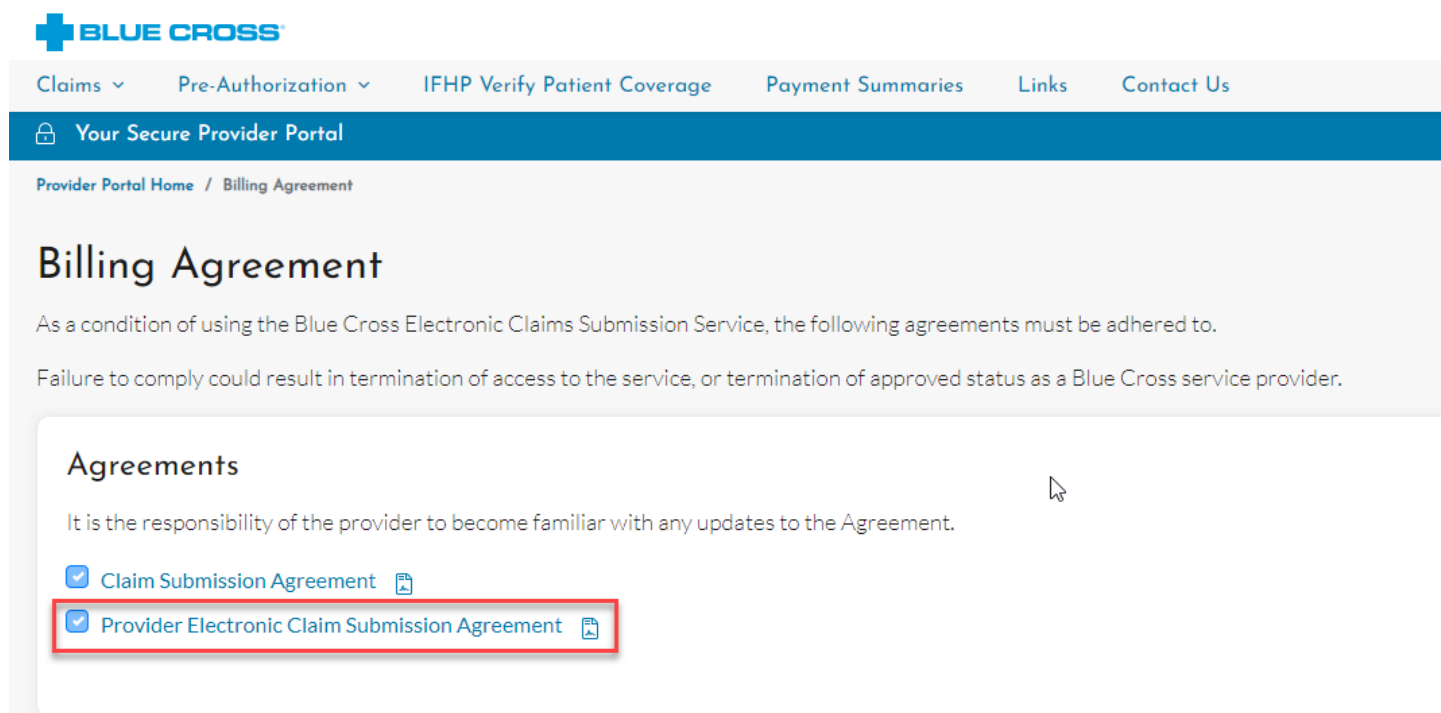 BLUE CROSS®
Claims Pre-Authorization IFHP Verify Patient Coverage Payment Summaries Links Contact Us
Your Secure Provider Portal
Provider Portal Home / Billing Agreement
Billing Agreement
As a condition of using the Blue Cross Electronic Claims Submission Service, the following agreements must be adhered to.
Failure to comply could result in termination of access to the service, or termination of approved status as a Blue Cross service provider.
Agreements
It is the responsibility of the provider to become familiar with any updates to the Agreement.
Claim Submission Agreement
Provider Electronic Claim Submission Agreement